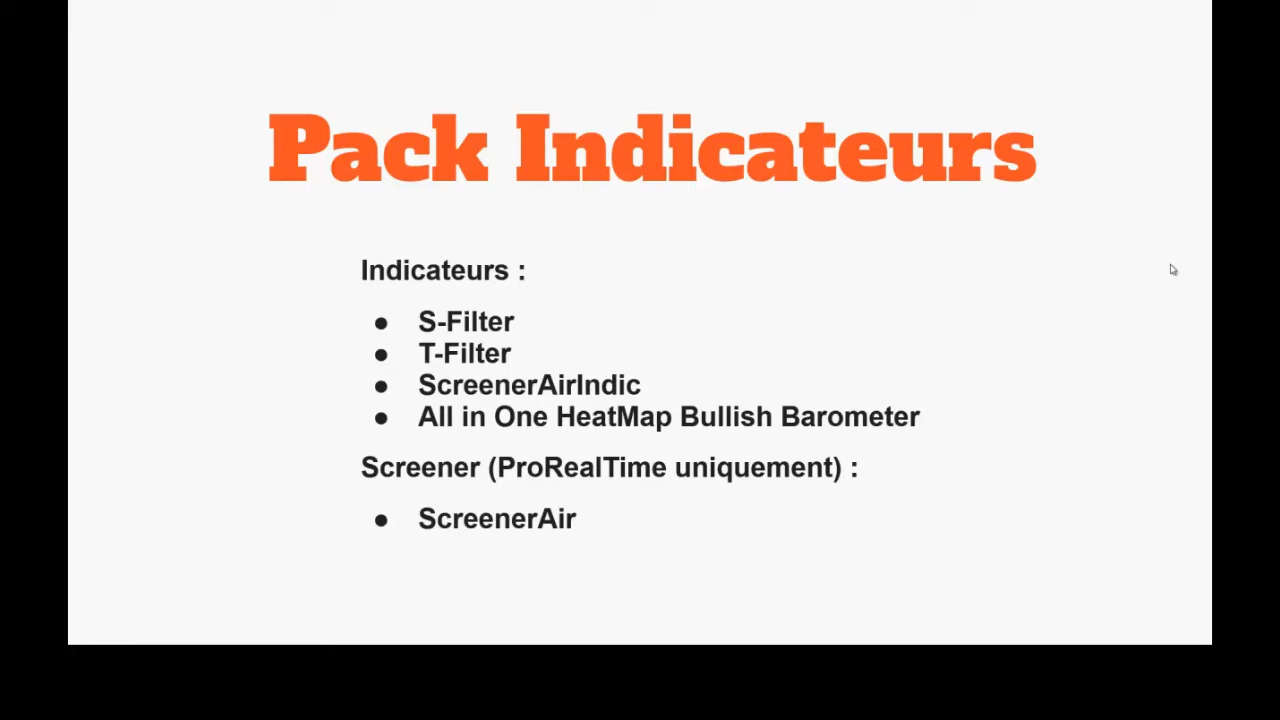 Pack Indicateurs
Indicateurs :
● S-Filter
● T-Filter
● ScreenerAirIndic
● All in One HeatMap Bullish Barometer
Screener (ProRealTime uniquement) :
● ScreenerAir